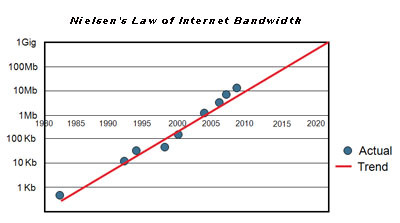 Nielsen's Law of Internet Bandwidth
1Gig
100Mb
10Mb
1Mb
1980 1985 1990 1995 2000 2005 2010 2015 2020
100 Kb
10 Kb
1 Kb
Actual
Trend